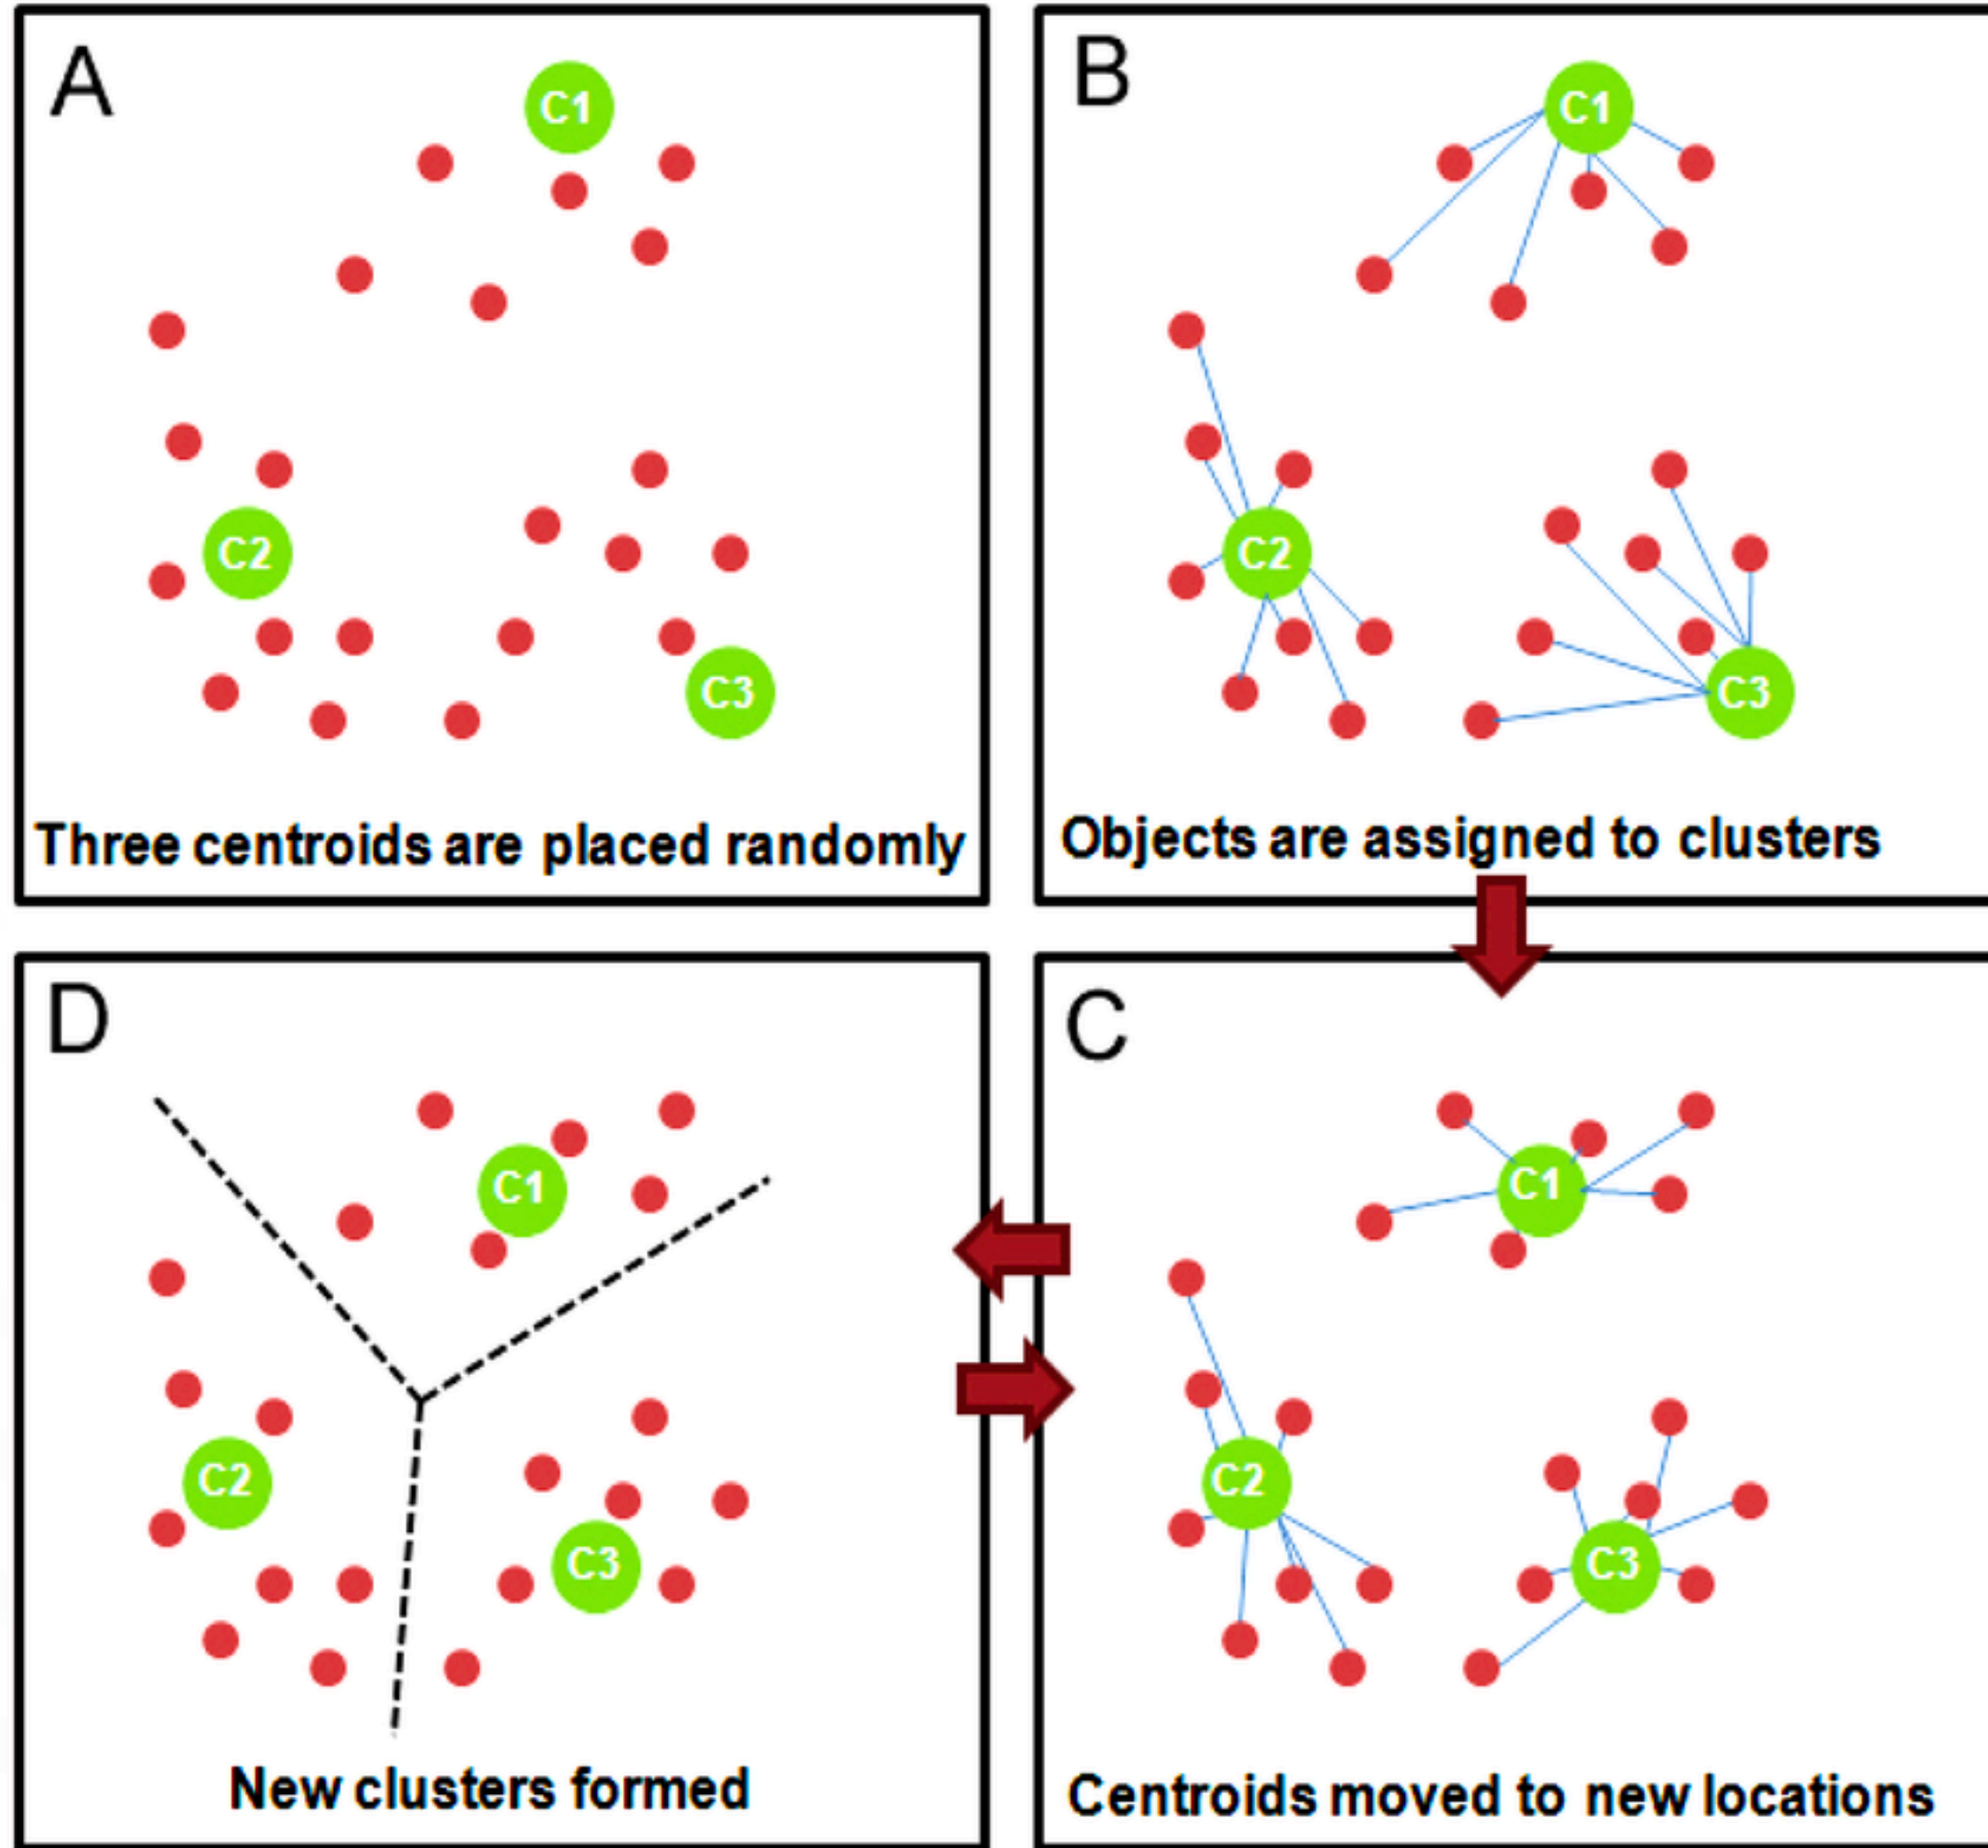 A
C1
C2
C3
Three centroids are placed randomly
B
C1
C2
C3
Objects are assigned to clusters
D
C1
C2
C3
New clusters formed
C
C1
C2
C3
Centroids moved to new locations